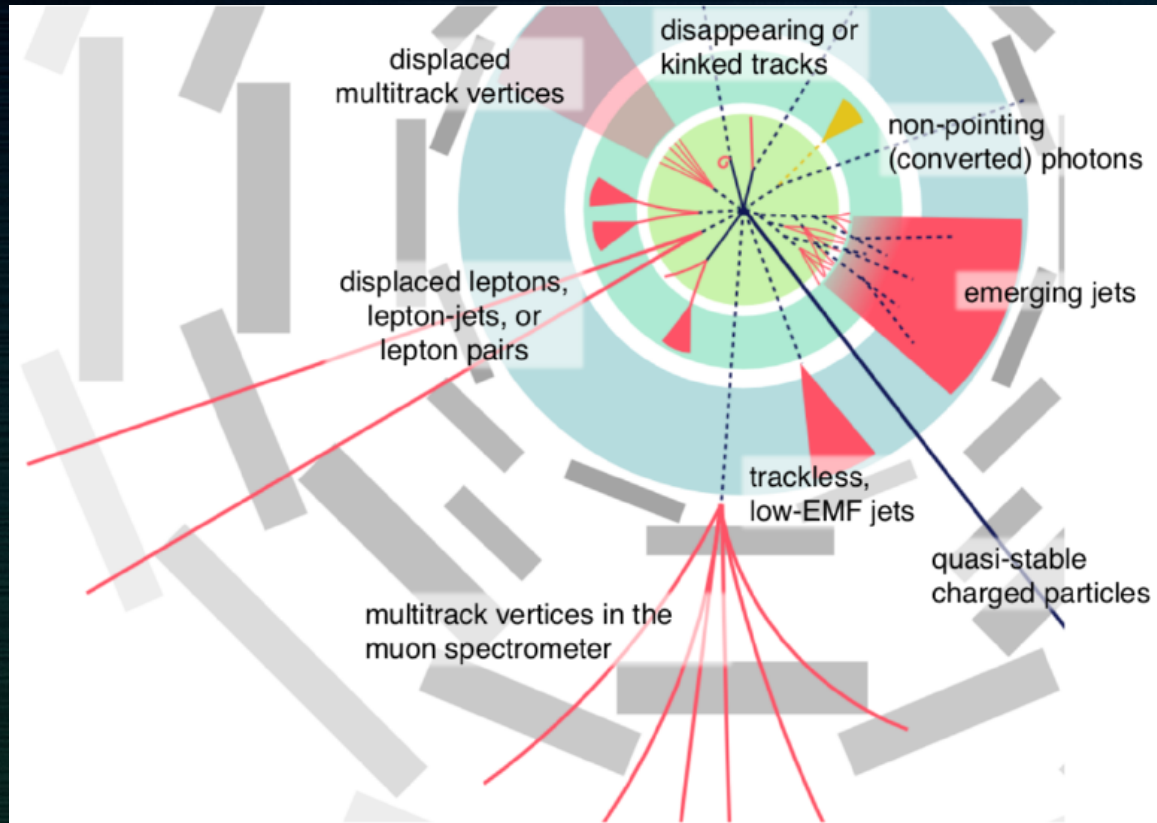 displaced
multitrack vertices
disappearing or
kinked tracks
non-pointing
(converted) photons
displaced leptons,
lepton-jets, or
lepton pairs
emerging jets
trackless,
low-EMF jets
quasi-stable
charged particles
multitrack vertices in the
muon spectrometer